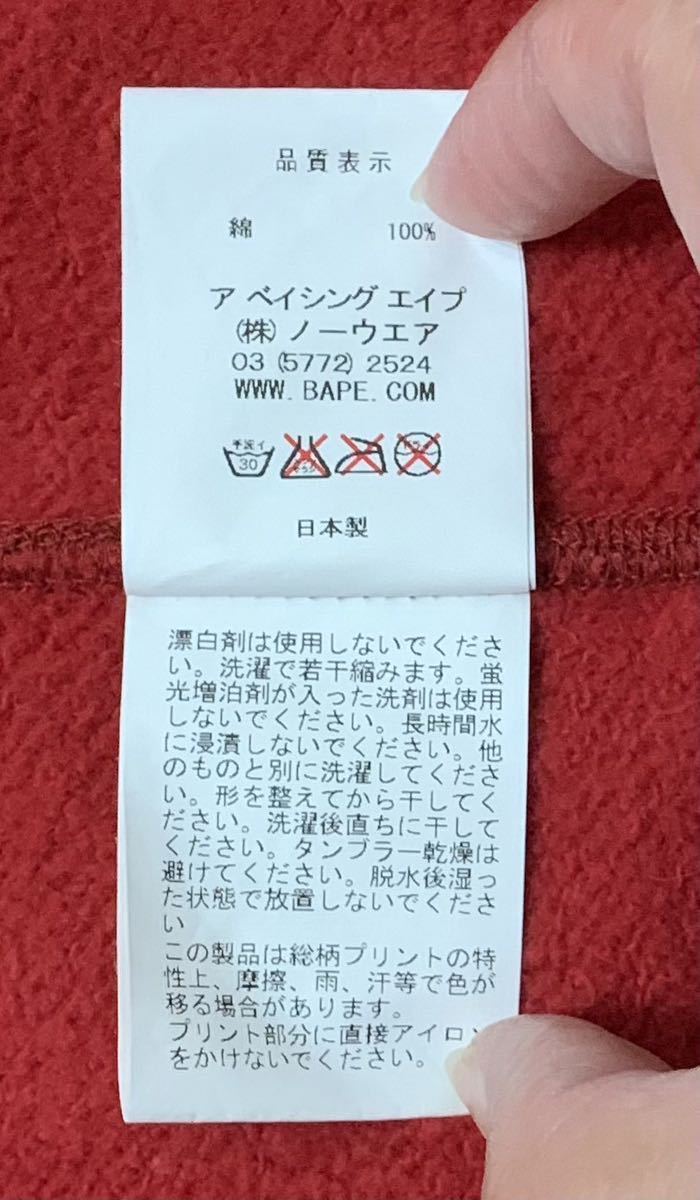 品質表示
綿 100%
ア ベイシング エイプ
(株) ノーウエア
03 (5772) 2524
WWW. BAPE. COM
手洗イ
30
日本製
漂白剤は使用しないでくださ
い。洗濯で若干縮みます。蛍
光増泊剤が入った洗剤は使用
しないでください。長時間水
に浸漬しないでください。他
のものと別に洗濯してくださ
い。形を整えてから干してく
ださい。洗濯後直ちに干して
ください。タンブラー乾燥は
避けてください。脱水後湿っ
た状態で放置しないでくださ
い
この製品は総柄プリントの特
性上、摩擦、雨、汗等で色が
移る場合があります。
プリント部分に直接アイロン
をかけないでください。